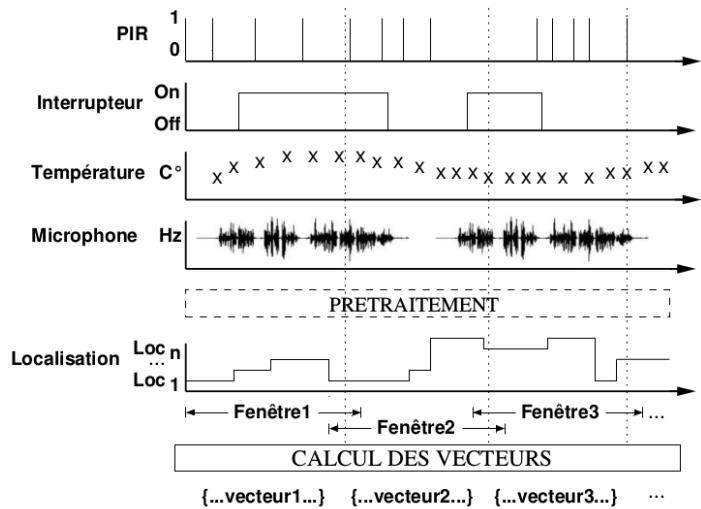 PIR 1
0
Interrupteur On
Off
Température C°
Microphone Hz
PRETRAITEMENT
Localisation Loc n
...
Loc 1
Fenêtre1 Fenêtre3 ...
Fenêtre2
CALCUL DES VECTEURS
{...vecteur1...} {...vecteur2...} {...vecteur3...} ...